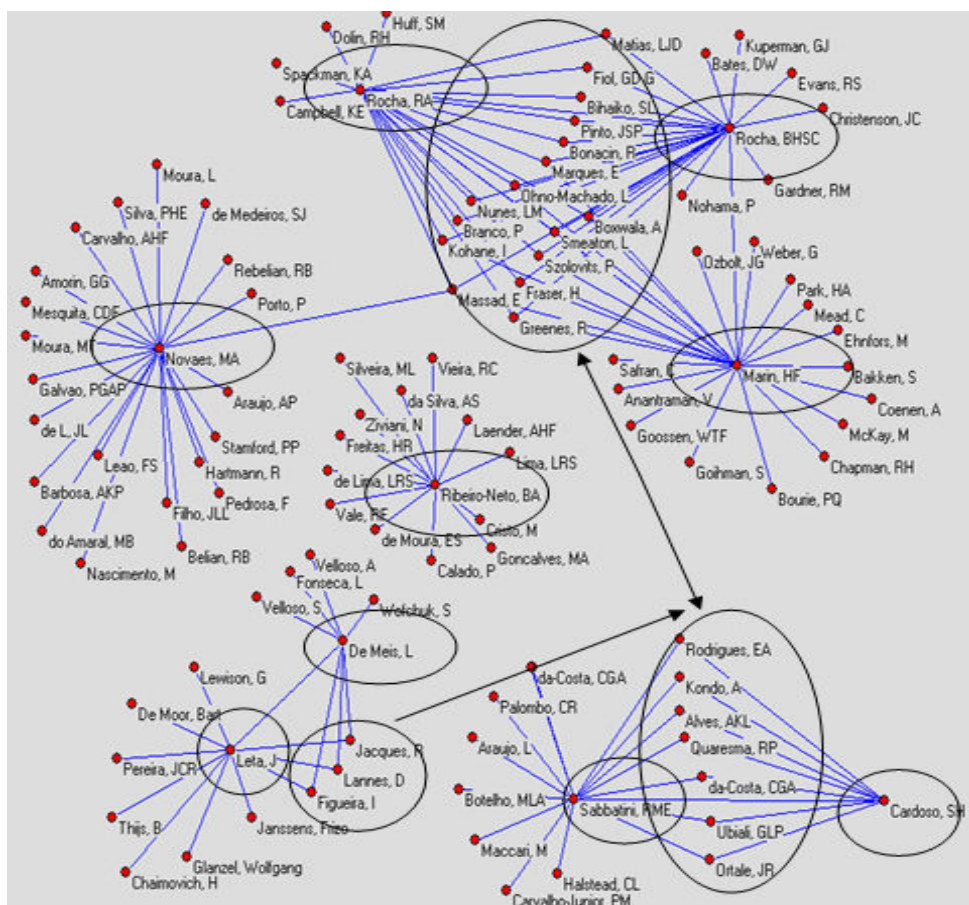 Huff, SM
Dolin, RH
Matias, LJD
Kuperman, GJ
Bates, DW
Spackman, KA
Fiol, GD G
Evans, RS
Campbell, KE
Rocha, RA
Bihaiko, SL
Christenson, JC
Pinto, JSP
Rocha, BHSC
Bonacin, R
Marques, E
Moura, L
Gardner, RM
Ohno-Machado, L
Nohama, P
Silva, PHE
de Medeiros, SJ
Nunes, LM
Boxwala, A
Carvalho, AHF
Branco, P
Smeaton, L
Kohane, I
Weber, G
Ozbolt, JG
Szolovits, P
Rebelian, RB
Amorin, GG
Fraser, H
Park, HA
Massad, E
Porto, P
Mesquita, CDF
Mead, C
Greenes, R
Ehnfors, M
Moura, MT
Novaes, MA
Silveira, ML
Vieira, RC
Safran, C
Marin, HF
Bakken, S
Galvao, PGAP
Araujo, AP
da Silva, AS
Anantraman, V
Coenen, A
Ziviani, N
Laender, AHF
de L, JL
Stamford, PP
Freitas, HR
Goossen, WTF
McKay, M
Leao, FS
Lima, LRS
Hartmann, R
de Lima, LRS
Goihman, S
Chapman, RH
Barbosa, AKP
Ribeiro-Neto, BA
Pedrosa, F
Bourie, PQ
Filho, JLL
Vale, RF
Cristo, M
do Amaral, MB
de Moura, ES
Belian, RB
Goncalves, MA
Nascimento, M
Calado, P
Velloso, A
Fonseca, L
Velloso, S
Wofchuk, S
De Meis, L
Rodrigues, EA
Lewison, G
da-Costa, CGA
Kondo, A
Palombo, CR
De Moor, Bart
Alves, AKL
Araujo, L
Quaresma, RP
Jacques, R
Pereira, JCR
Leta, J
Lannes, D
da-Costa, CGA
Botelho, MLA
Sabbatini, RME
Cardoso, SH
Figueira, I
Thijs, B
Janssens, Frizo
Ubiali, GLP
Maccari, M
Glanzel, Wolfgang
Ortale, JR
Chaimovich, H
Halstead, CL
Carvalho-Junior, PM